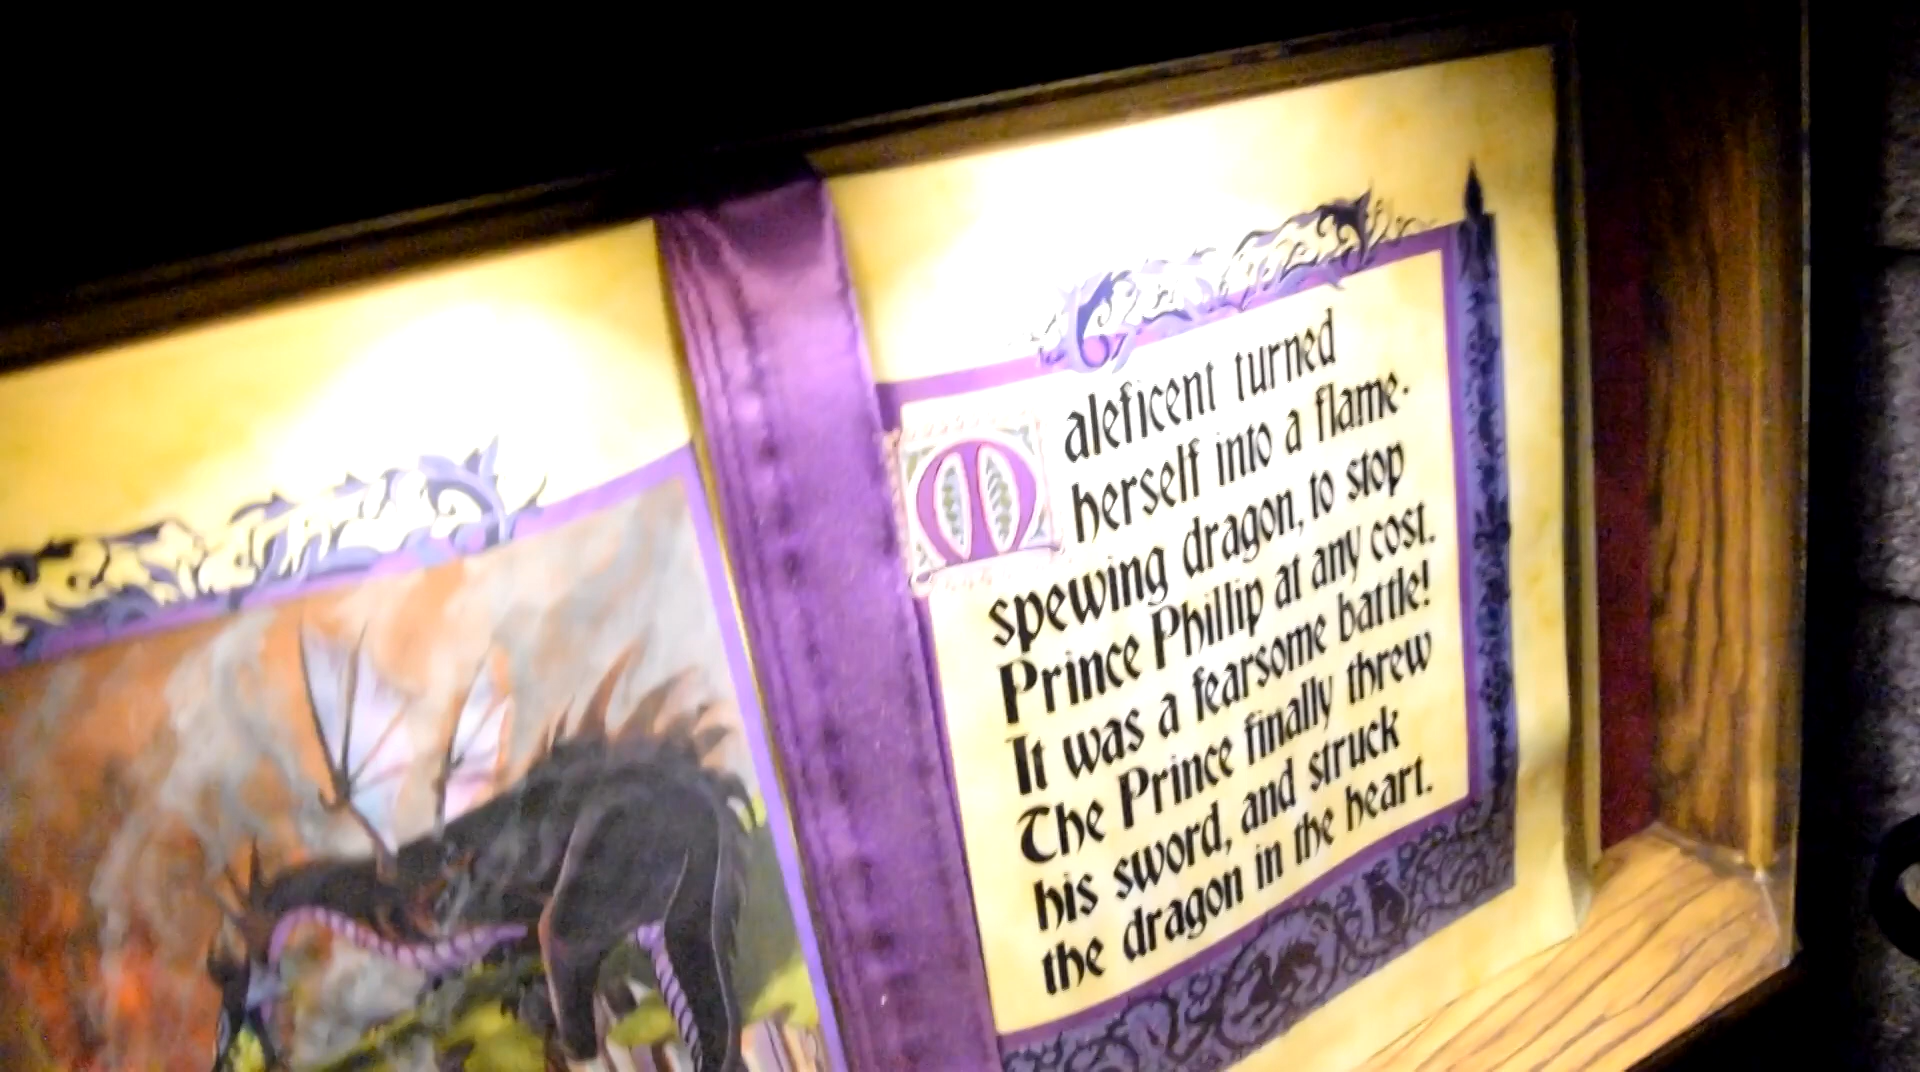 Maleficent turned
herself into a flame-
spewing dragon, to stop
Prince Phillip at any cost.
It was a fearsome battle!
The Prince finally threw
his sword, and struck
the dragon in the heart.